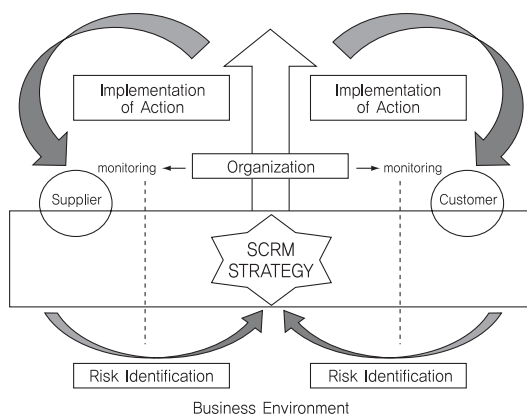 Implementation
of Action
Implementation
of Action
monitoring
Organization
monitoring
Supplier
Customer
SCRM
STRATEGY
Risk Identification
Risk Identification
Business Environment